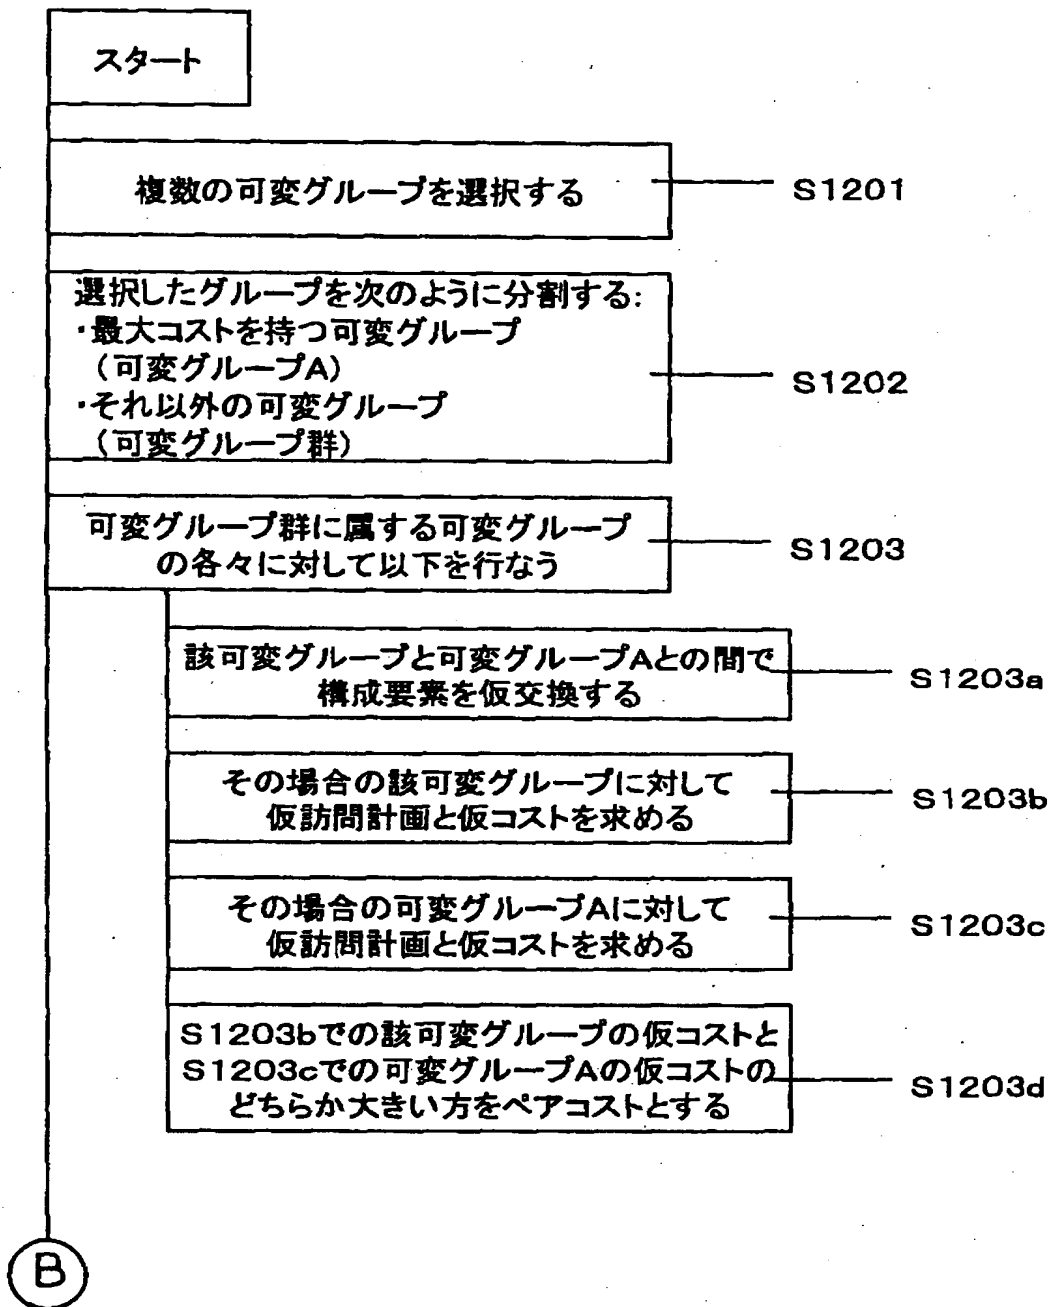 スタート
複数の可変グループを選択する
S1201
選択したグループを次のように分割する:
・最大コストを持つ可変グループ
（可変グループA）
・それ以外の可変グループ
（可変グループ群）
S1202
可変グループ群に属する可変グループ
の各々に対して以下を行なう
S1203
該可変グループと可変グループAとの間で
構成要素を仮交換する
S1203a
その場合の該可変グループに対して
仮訪問計画と仮コストを求める
S1203b
その場合の可変グループAに対して
仮訪問計画と仮コストを求める
S1203c
S1203bでの該可変グループの仮コストと
S1203cでの可変グループAの仮コストの
どちらか大きい方をペアコストとする
S1203d
B